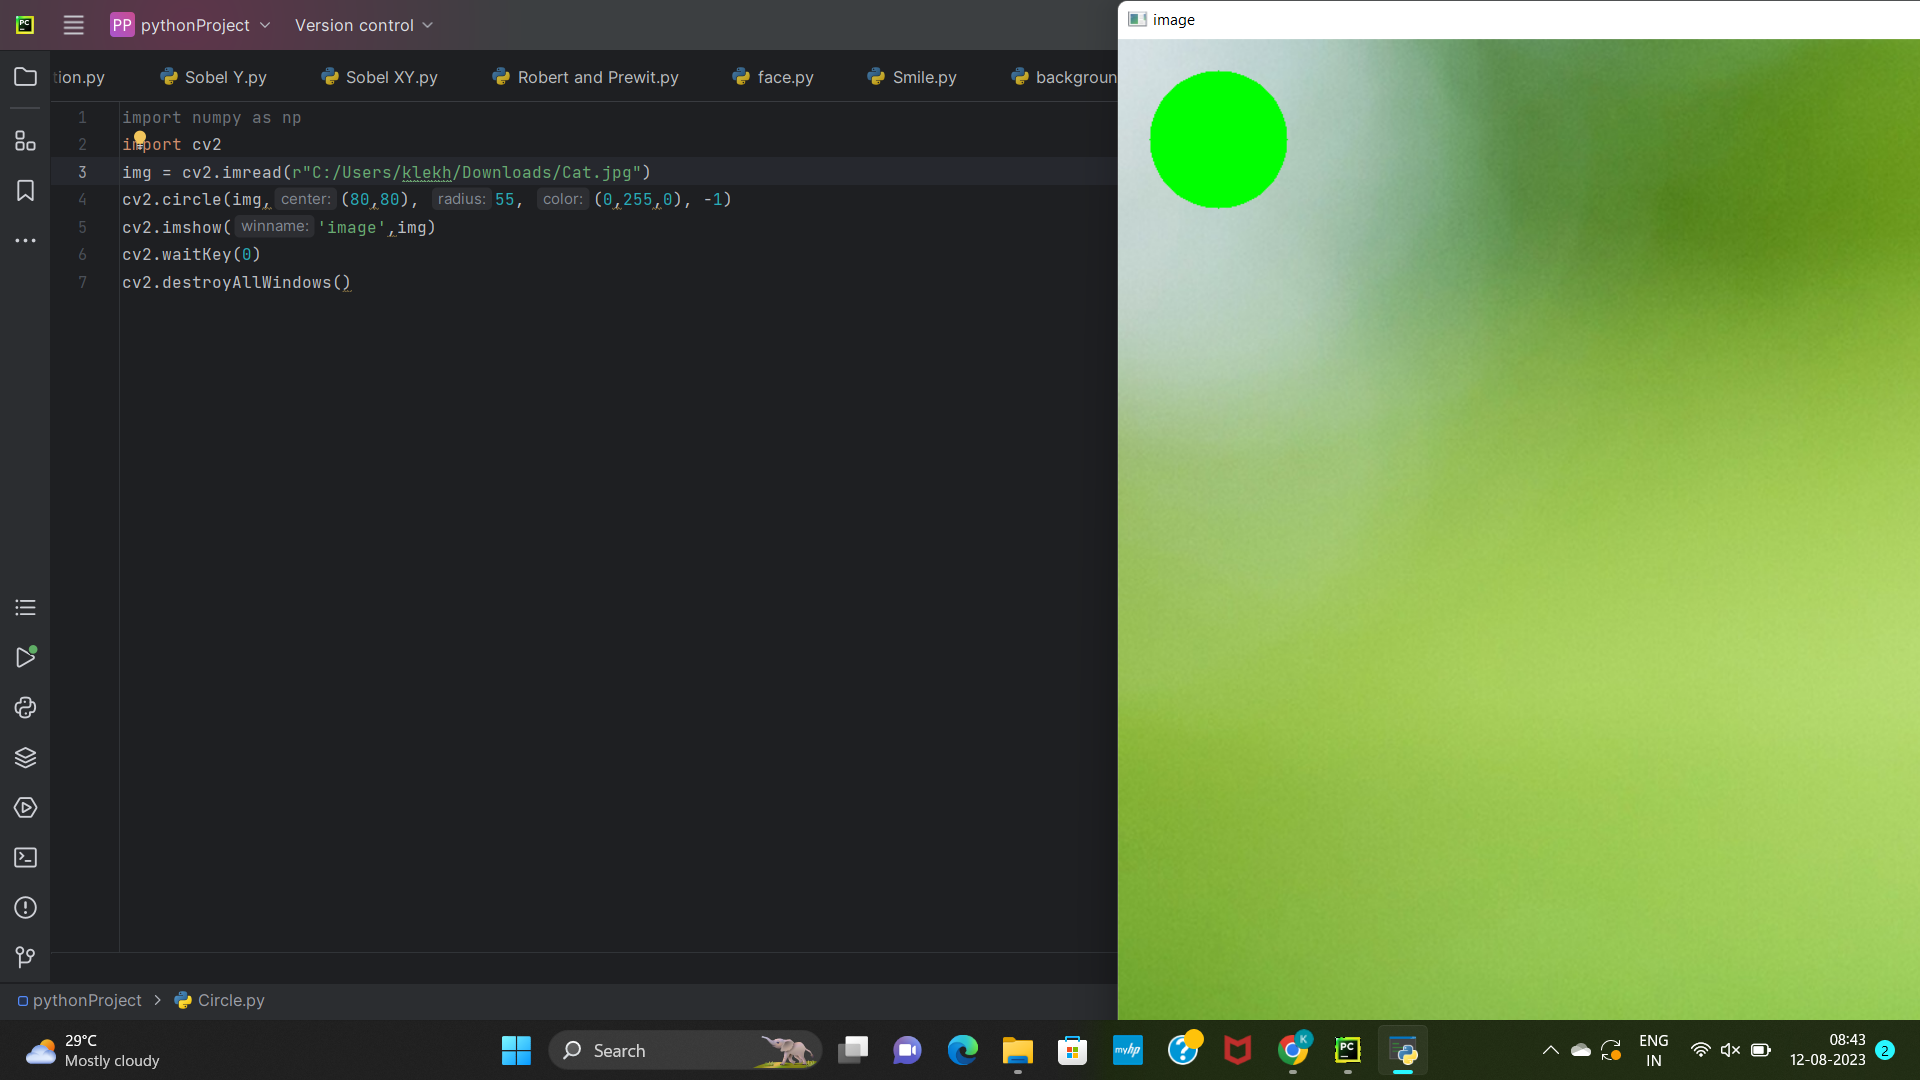 PC
PP pythonProject
Version control
image
tion.py
Sobel Y.py
Sobel XY.py
Robert and Prewit.py
face.py
Smile.py
backgroun
1 import numpy as np
2 import cv2
3 img = cv2.imread(r"C:/Users/klekh/Downloads/Cat.jpg")
4 cv2.circle(img, center: (80,80), radius: 55, color: (0,255,0), -1)
5 cv2.imshow( winname: 'image',img)
6 cv2.waitKey(0)
7 cv2.destroyAllWindows()
pythonProject > Circle.py
29°C
Mostly cloudy
Search
myhp
K
PC
ENG
IN
08:43
12-08-2023
2